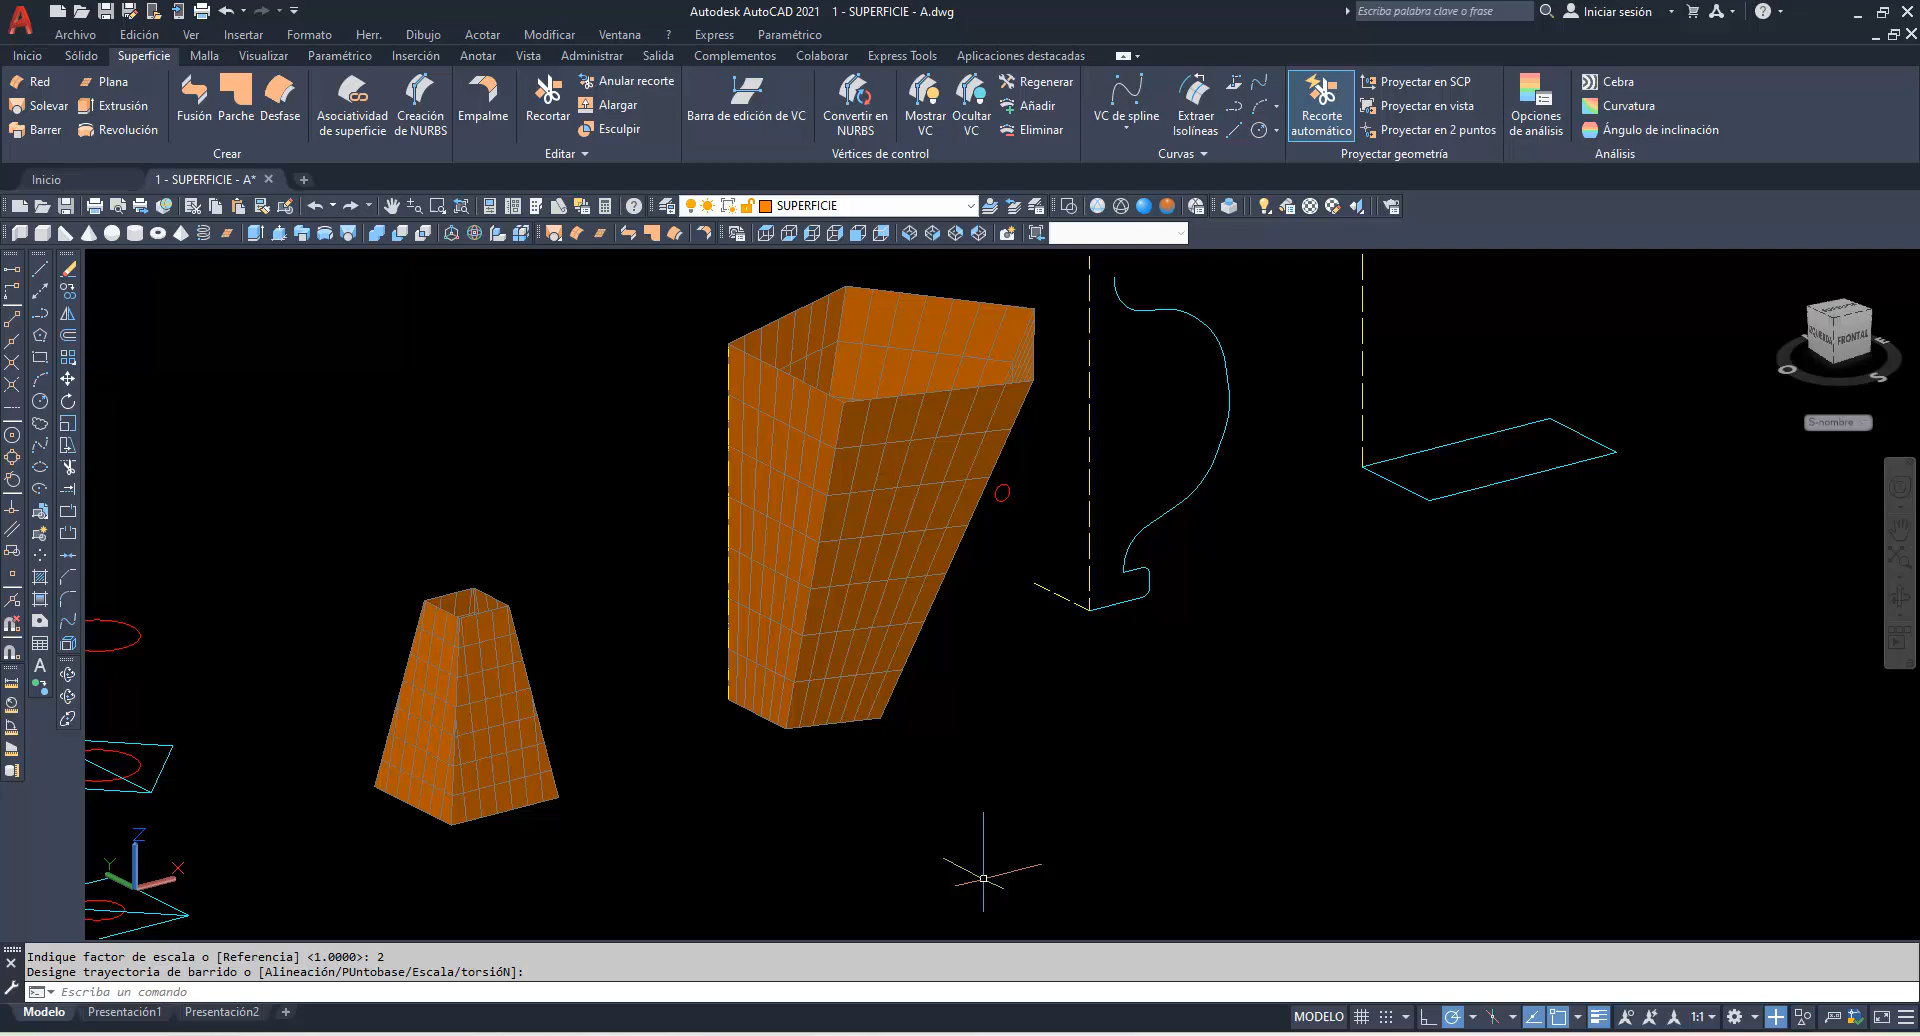 Autodesk AutoCAD 2021   1 - SUPERFICIE - A.dwg
Escriba palabra clave o frase
Iniciar sesión
Archivo Edición Ver Insertar Formato Herr. Dibujo Acotar Modificar Ventana ? Express Paramétrico
Inicio Sólido Superficie Malla Visualizar Paramétrico Inserción Anotar Vista Administrar Salida Complementos Colaborar Express Tools Aplicaciones destacadas
Red Plana
Solevar Extrusión
Barrer Revolución
Fusión Parche Desfase
Asociatividad de superficie
Creación de NURBS
Crear
Empalme
Recortar
Anular recorte
Alargar
Esculpir
Editar
Barra de edición de VC
Convertir en NURBS
Mostrar VC
Ocultar VC
Regenerar
Añadir
Eliminar
Vértices de control
VC de spline
Extraer Isolíneas
Curvas
Recorte automático
Proyectar en SCP
Proyectar en vista
Proyectar en 2 puntos
Proyectar geometría
Opciones de análisis
Cebra
Curvatura
Ángulo de inclinación
Análisis
Inicio
1 - SUPERFICIE - A*
SUPERFICIE
IZQUIERDA FRONTAL
E
O S
S-nombre
Z
Y X
Indique factor de escala o [Referencia] <1.0000>: 2
Designe trayectoria de barrido o [Alineación/PUntobase/Escala/torsióN]:
Escriba un comando
Modelo Presentación1 Presentación2 +
MODELO 1:1